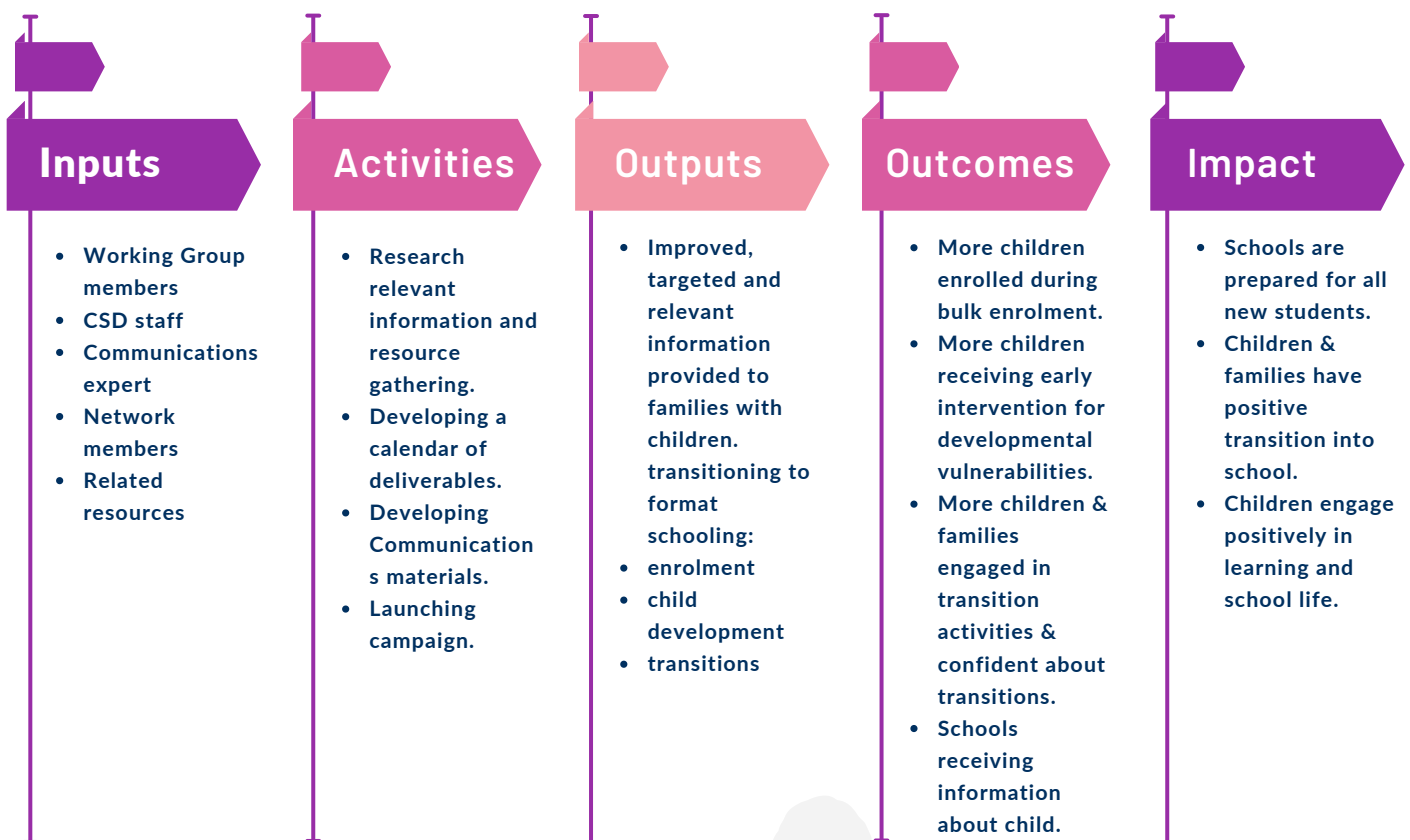 Inputs
• Working Group
members
• CSD staff
• Communications
expert
• Network
members
• Related
resources
Activities
• Research
relevant
information and
resource
gathering.
• Developing a
calendar of
deliverables.
• Developing
Communication
s materials.
• Launching
campaign.
Outputs
• Improved,
targeted and
relevant
information
provided to
families with
children.
transitioning to
format
schooling:
• enrolment
• child
development
• transitions
Outcomes
• More children
enrolled during
bulk enrolment.
• More children
receiving early
intervention for
developmental
vulnerabilities.
• More children &
families
engaged in
transition
activities &
confident about
transitions.
• Schools
receiving
information
about child.
Impact
• Schools are
prepared for all
new students.
• Children &
families have
positive
transition into
school.
• Children engage
positively in
learning and
school life.